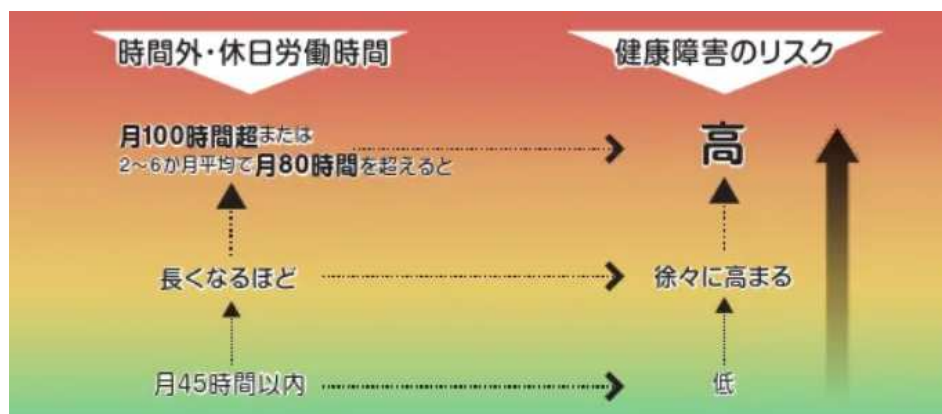 時間外・休日労働時間
健康障害のリスク
月100時間超または
2～6か月平均で月80時間を超えると
高
長くなるほど
徐々に高まる
月45時間以内
低